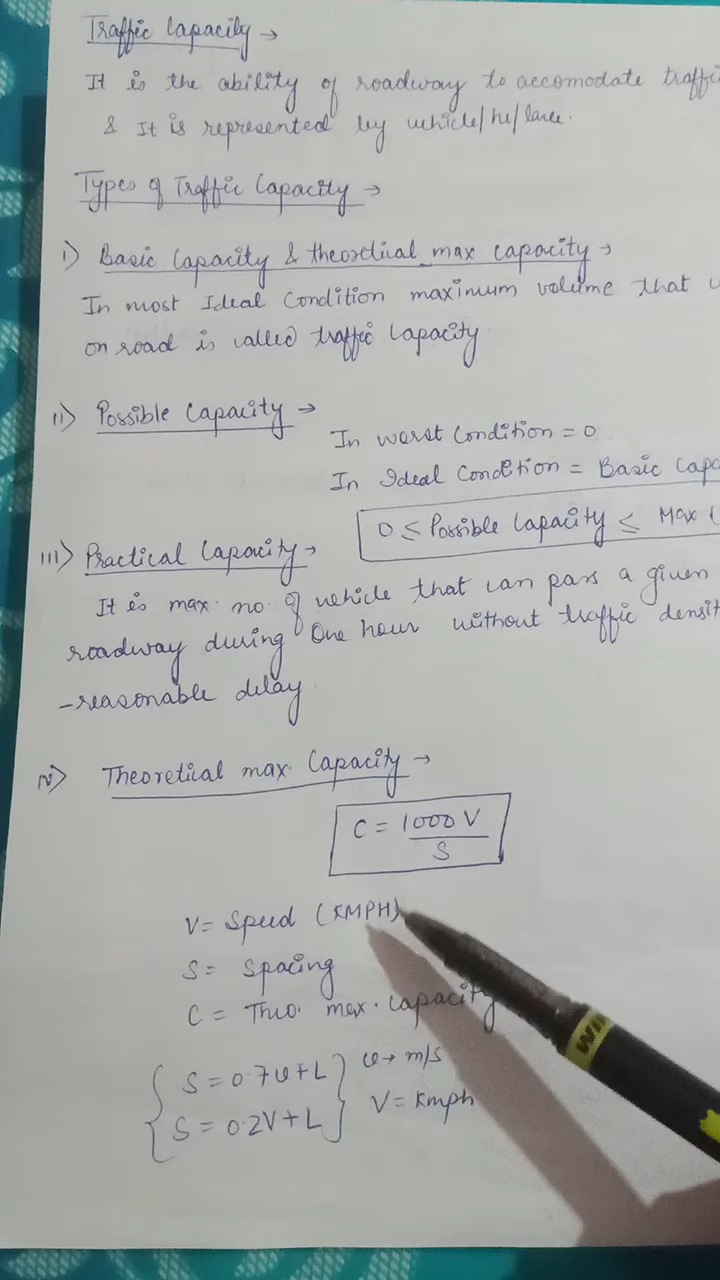 Traffic Capacity →
It is the ability of roadway to accomodate traffi
& It is represented by vehicle/hr/lane.
Types of Traffic Capacity →
i) Basic Capacity & theoretical max capacity →
In most Ideal Condition maximum volume that
on road is called traffic Capacity.
ii) Possible Capacity →
In worst Condition = 0
In Ideal Condition = Basic Capa
0 ≤ Possible Capacity ≤ Max (
iii) Practical Capacity →
It is max. no. of vehicle that can pass a given
roadway during One hour without traffic densit
-reasonable delay.
iv) Theoretical max. Capacity →
C = 1000 V
S
V = Speed (KMPH)
S = Spacing
C = Theo. max. capacity
S = 0.7v+L v → m/s
S = 0.2V+L V = Kmph
WIN